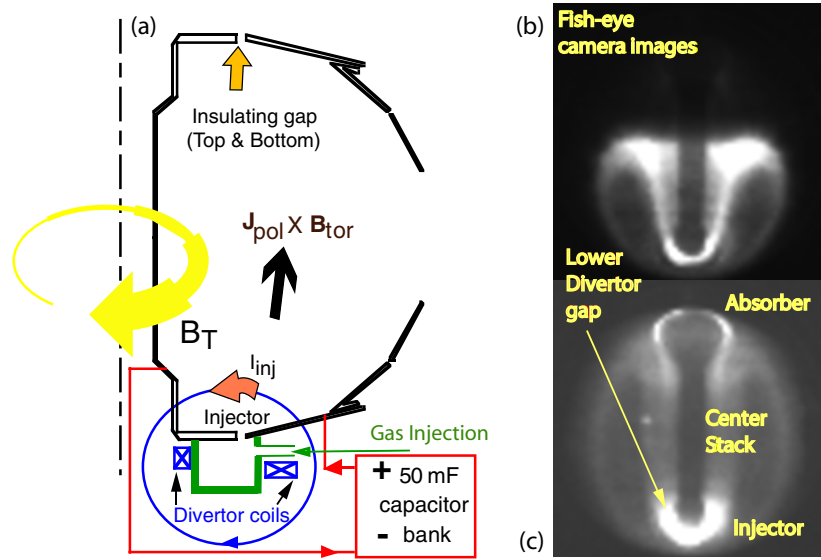 (a)
Insulating gap
(Top & Bottom)
J_pol X B_tor
B_T
I_inj
Injector
Gas Injection
+ 50 mF
capacitor
- bank
Divertor coils
(b)
Fish-eye
camera images
Lower
Divertor
gap
Absorber
Center
Stack
Injector
(c)